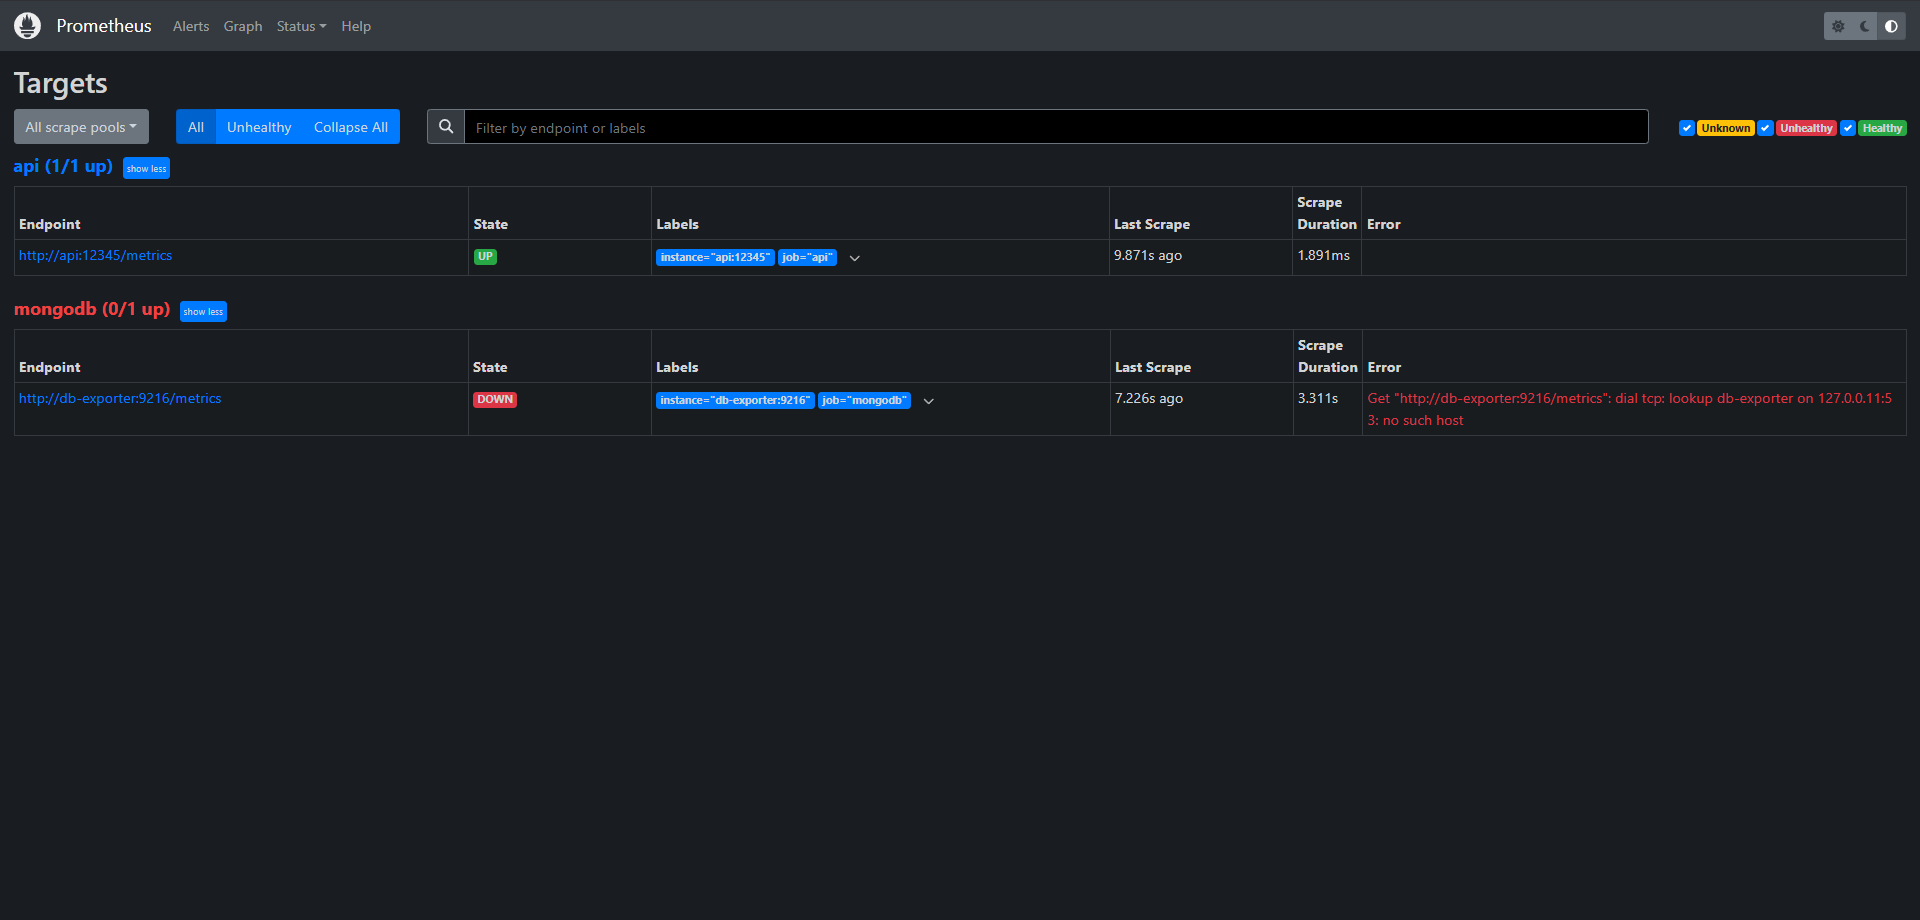 Prometheus Alerts Graph Status Help
Targets
All scrape pools All Unhealthy Collapse All Filter by endpoint or labels Unknown Unhealthy Healthy
api (1/1 up) show less
Endpoint State Labels Last Scrape Scrape Duration Error
http://api:12345/metrics UP instance="api:12345" job="api" 9.871s ago 1.891ms
mongodb (0/1 up) show less
Endpoint State Labels Last Scrape Scrape Duration Error
http://db-exporter:9216/metrics DOWN instance="db-exporter:9216" job="mongodb" 7.226s ago 3.311s Get "http://db-exporter:9216/metrics": dial tcp: lookup db-exporter on 127.0.0.11:5
3: no such host